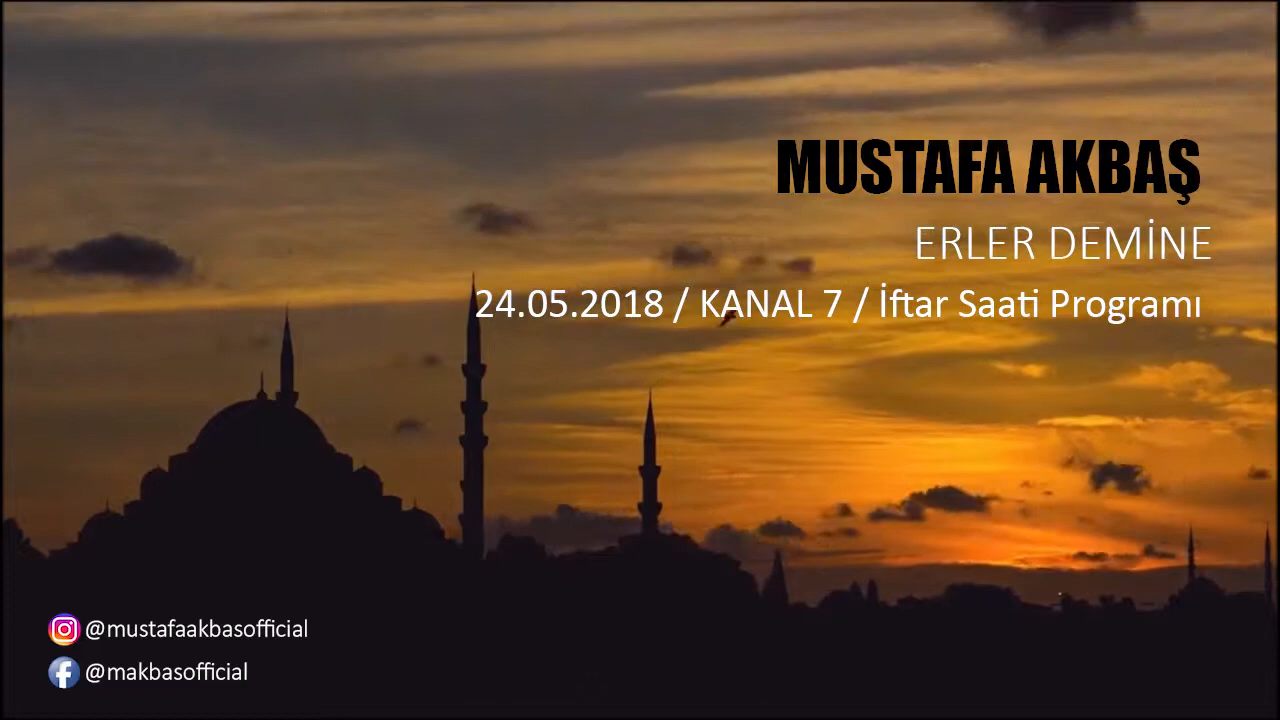 MUSTAFA AKBAŞ
ERLER DEMİNE
24.05.2018 / KANAL 7 / İftar Saati Programı
@mustafaakbasofficial
@makbasofficial